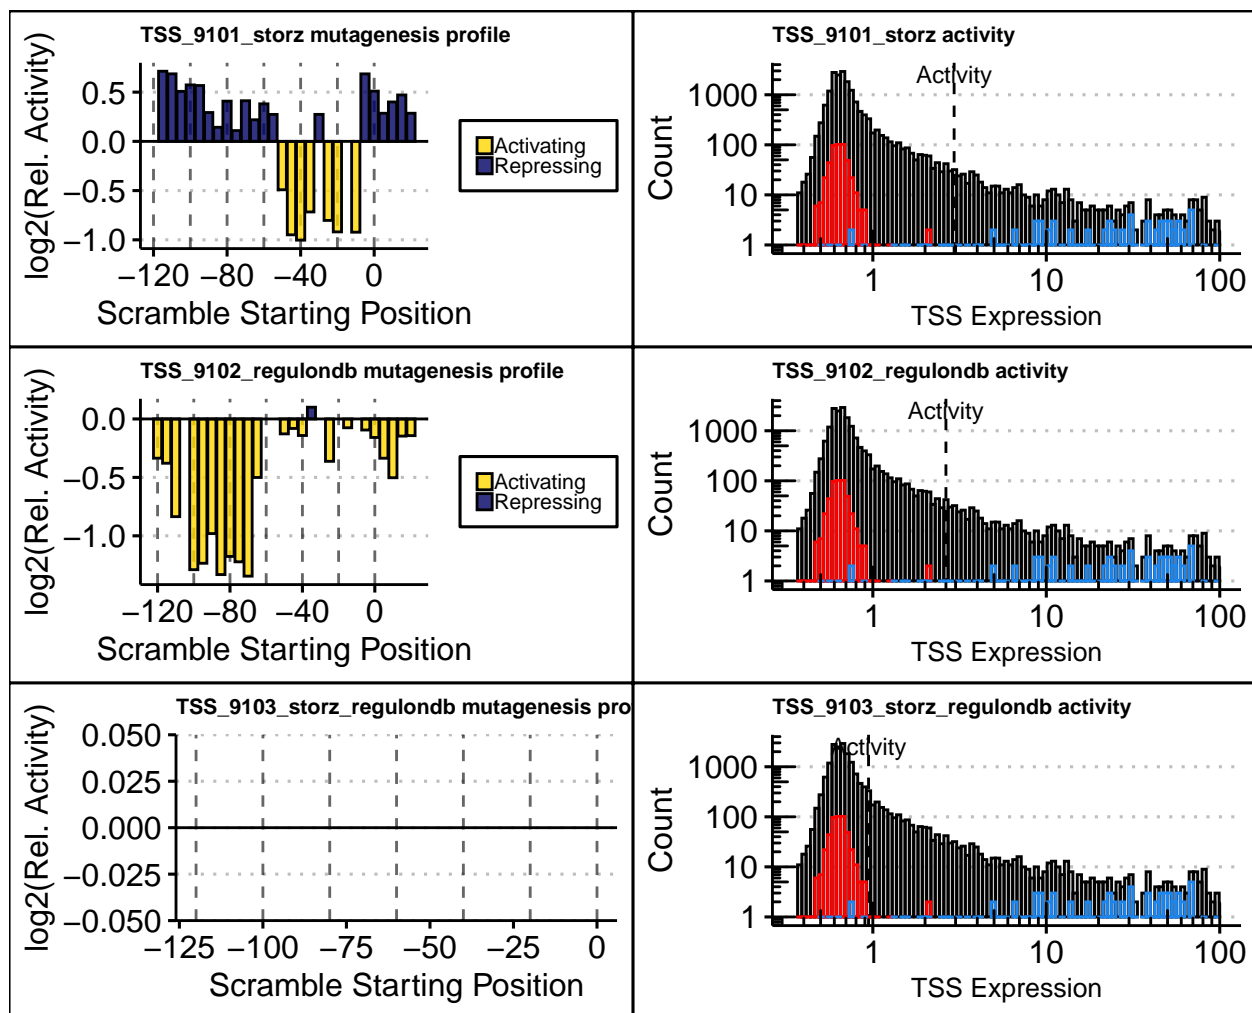 TSS_9101_storz mutagenesis profile
log2(Rel. Activity)
0.5
0.0
−0.5
−1.0
−120 −80 −40 0
Scramble Starting Position
Activating
Repressing
TSS_9101_storz activity
Activity
Count
1000
100
10
1
1 10 100
TSS Expression
TSS_9102_regulondb mutagenesis profile
log2(Rel. Activity)
0.0
−0.5
−1.0
−120 −80 −40 0
Scramble Starting Position
Activating
Repressing
TSS_9102_regulondb activity
Activity
Count
1000
100
10
1
1 10 100
TSS Expression
TSS_9103_storz_regulondb mutagenesis pro
log2(Rel. Activity)
0.050
0.025
0.000
−0.025
−0.050
−125 −100 −75 −50 −25 0
Scramble Starting Position
TSS_9103_storz_regulondb activity
Activity
Count
1000
100
10
1
1 10 100
TSS Expression